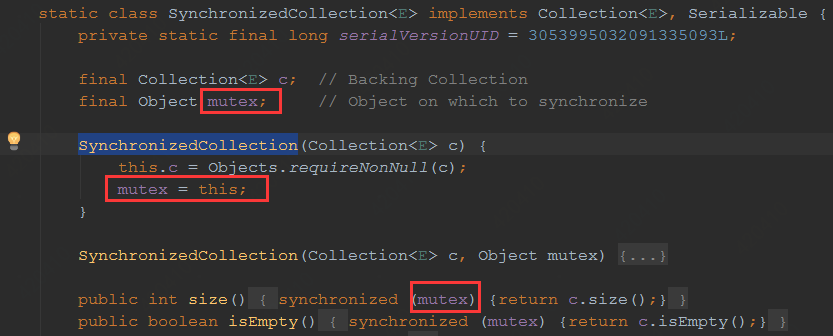 static class SynchronizedCollection<E> implements Collection<E>, Serializable {
private static final long serialVersionUID = 3053995032091335093L;
final Collection<E> c;  // Backing Collection
final Object mutex;     // Object on which to synchronize
SynchronizedCollection(Collection<E> c) {
this.c = Objects.requireNonNull(c);
mutex = this;
}
SynchronizedCollection(Collection<E> c, Object mutex) {...}
public int size() { synchronized (mutex) {return c.size();} }
public boolean isEmpty() { synchronized (mutex) {return c.isEmpty();} }